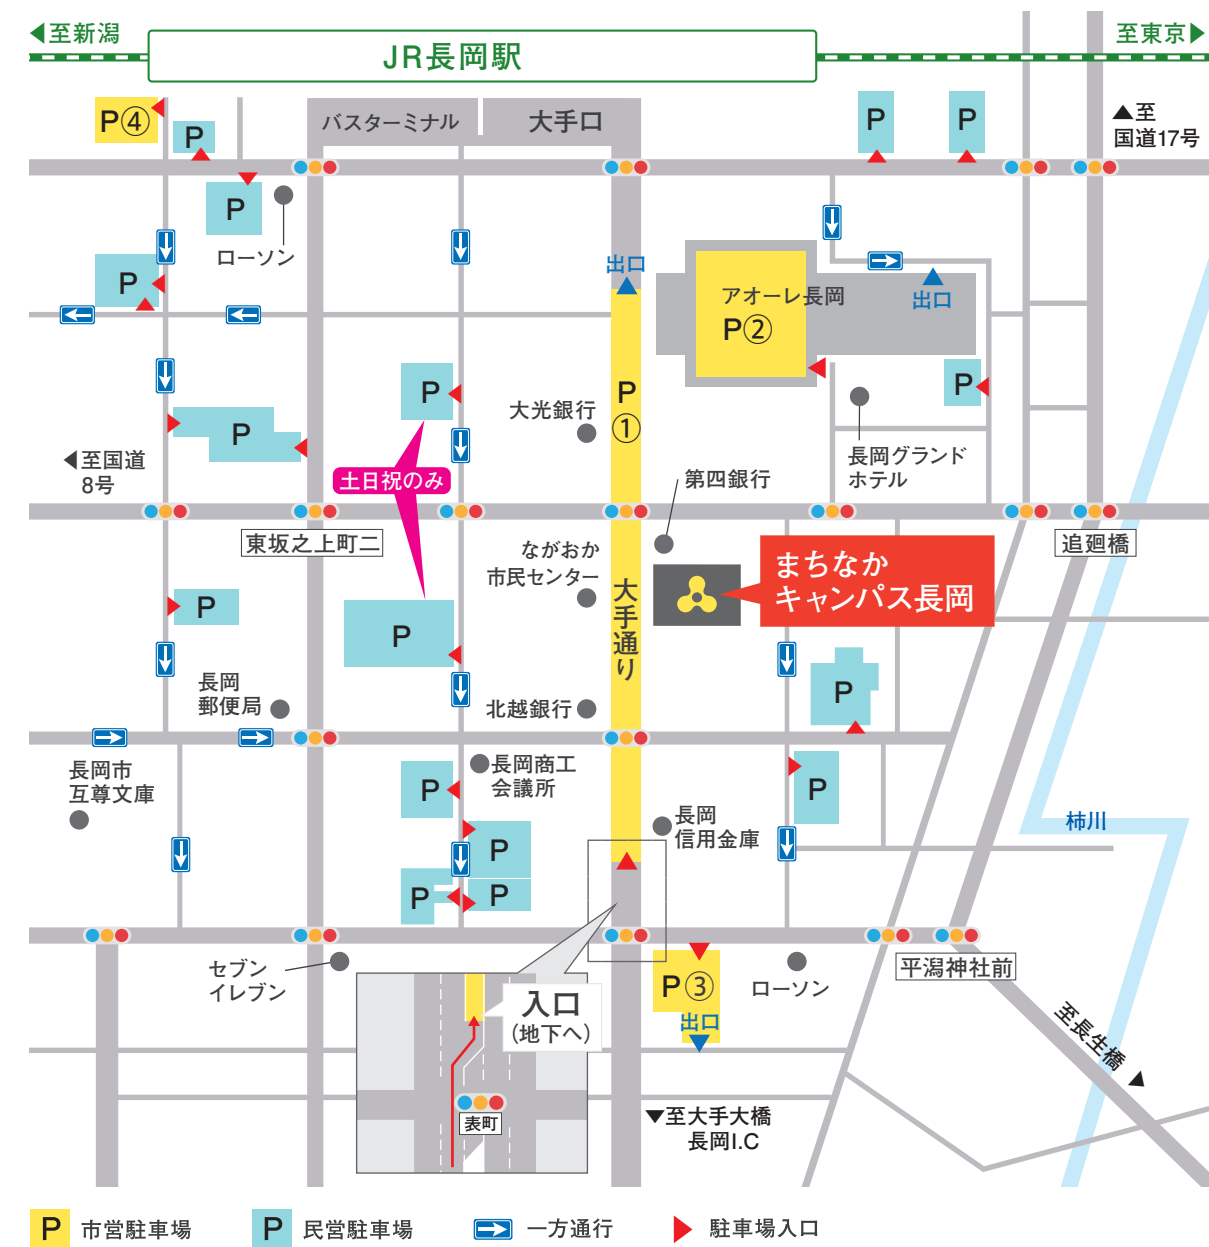 ◀至新潟
JR長岡駅
至東京▶
P④
P
バスターミナル
大手口
P
P
▲至
国道17号
P
ローソン
P
出口
アオーレ長岡
P②
出口
P
P
①
P
大光銀行
P
長岡グランド
ホテル
◀至国道
8号
土日祝のみ
第四銀行
東坂之上町二
追廻橋
ながおか
市民センター
まちなか
キャンパス長岡
大手通り
P
P
長岡
郵便局
北越銀行
P
長岡市
互尊文庫
長岡商工
会議所
P
P
長岡
信用金庫
柿川
P
P
P
セブン
イレブン
P③
出口
ローソン
平潟神社前
入口
(地下へ)
至長生橋▶
表町
▼至大手大橋
長岡I.C
P 市営駐車場
P 民営駐車場
一方通行
駐車場入口